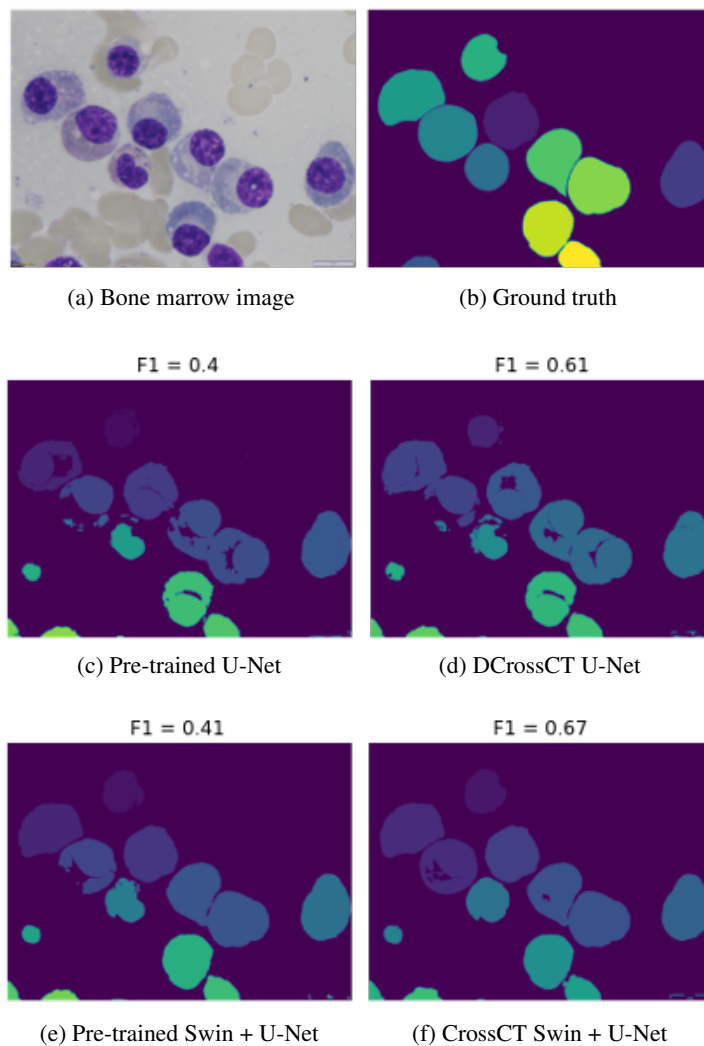 (a) Bone marrow image
(b) Ground truth
F1 = 0.4
F1 = 0.61
(c) Pre-trained U-Net
(d) DCrossCT U-Net
F1 = 0.41
F1 = 0.67
(e) Pre-trained Swin + U-Net
(f) CrossCT Swin + U-Net